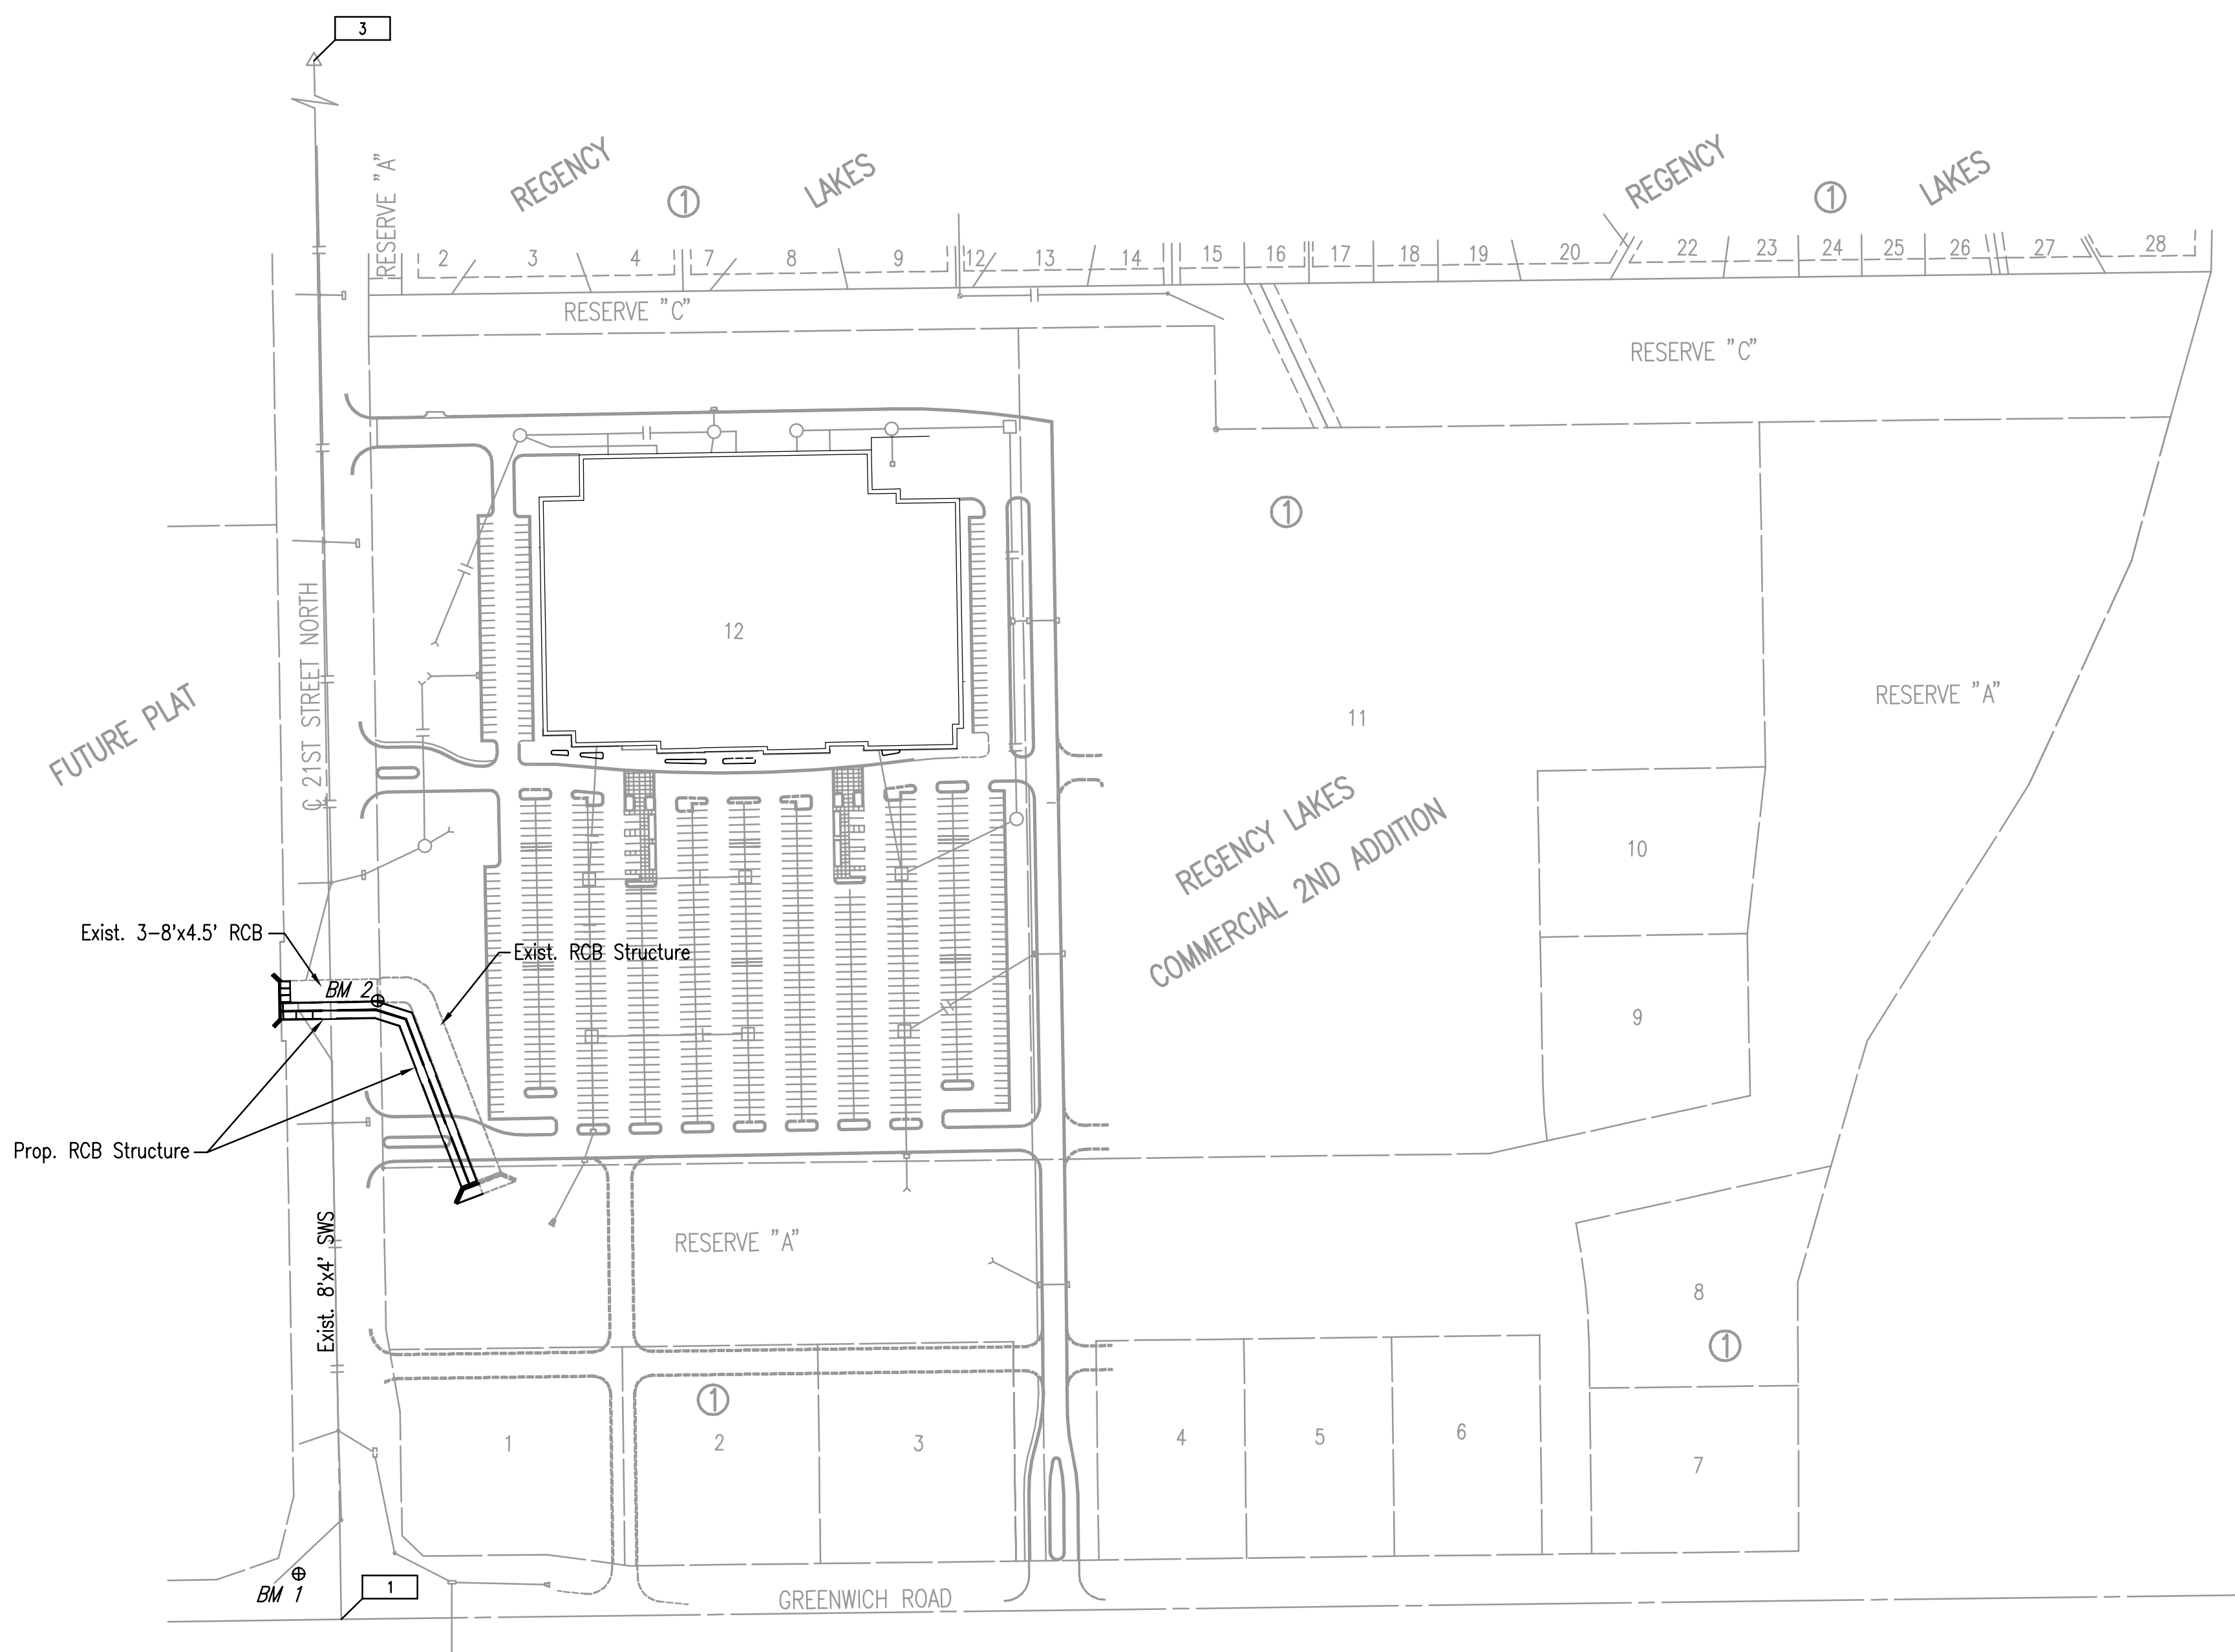 3
REGENCY
1
LAKES
REGENCY
1
LAKES
RESERVE "A"
2
3
4
7
8
9
12
13
14
15
16
17
18
19
20
22
23
24
25
26
27
28
RESERVE "C"
RESERVE "C"
1
12
11
FUTURE PLAT
₵ 21ST STREET NORTH
RESERVE "A"
REGENCY LAKES
COMMERCIAL 2ND ADDITION
10
9
Exist. 3-8'x4.5' RCB
Exist. RCB Structure
BM 2
Prop. RCB Structure
Exist. 8'x4' SWS
RESERVE "A"
8
1
1
1
2
3
4
5
6
7
BM 1
1
GREENWICH ROAD